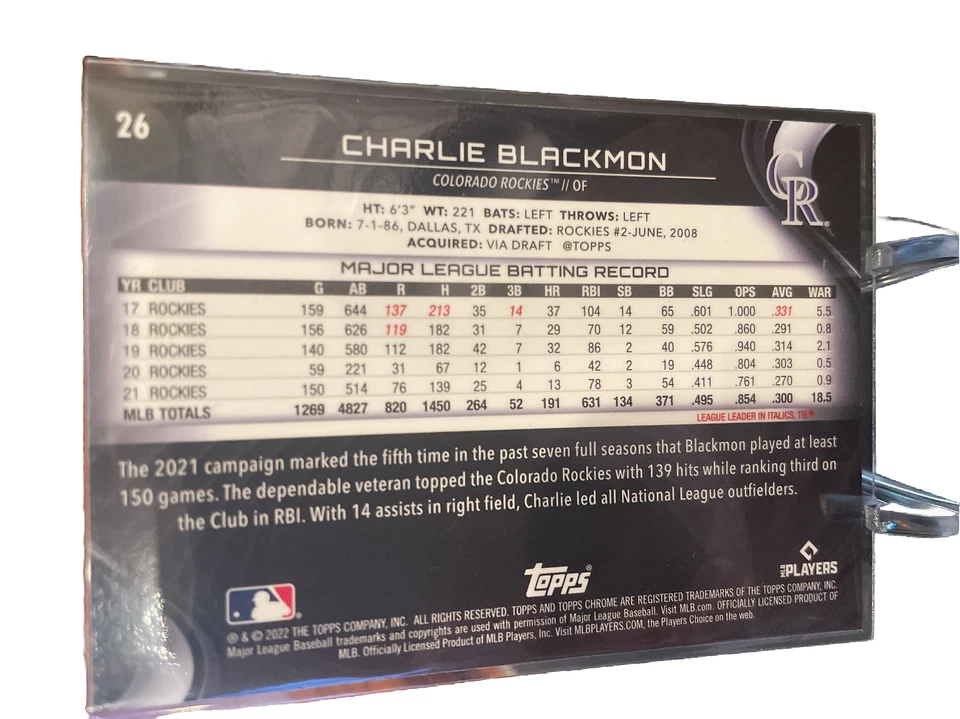 26
CHARLIE BLACKMON
COLORADO ROCKIES™ // OF
CR
HT: 6'3" WT: 221 BATS: LEFT THROWS: LEFT
BORN: 7-1-86, DALLAS, TX DRAFTED: ROCKIES #2-JUNE, 2008
ACQUIRED: VIA DRAFT @TOPPS
MAJOR LEAGUE BATTING RECORD
YR CLUB G AB R H 2B 3B HR RBI SB BB SLG OPS AVG WAR
17 ROCKIES 159 644 137 213 35 14 37 104 14 65 .601 1.000 .331 5.5
18 ROCKIES 156 626 119 182 31 7 29 70 12 59 .502 .860 .291 0.8
19 ROCKIES 140 580 112 182 42 7 32 86 2 40 .576 .940 .314 2.1
20 ROCKIES 59 221 31 67 12 1 6 42 2 19 .448 .804 .303 0.5
21 ROCKIES 150 514 76 139 25 4 13 78 3 54 .411 .761 .270 0.9
MLB TOTALS 1269 4827 820 1450 264 52 191 631 134 371 .495 .854 .300 18.5
LEAGUE LEADER IN ITALICS, TIE*
The 2021 campaign marked the fifth time in the past seven full seasons that Blackmon played at least
150 games. The dependable veteran topped the Colorado Rockies with 139 hits while ranking third on
the Club in RBI. With 14 assists in right field, Charlie led all National League outfielders.
topps®
MLB PLAYERS
® & © 2022 THE TOPPS COMPANY, INC. ALL RIGHTS RESERVED. TOPPS AND TOPPS CHROME ARE REGISTERED TRADEMARKS OF THE TOPPS COMPANY, INC.
Major League Baseball trademarks and copyrights are used with permission of Major League Baseball. Visit MLB.com. OFFICIALLY LICENSED PRODUCT OF
MLB. Officially Licensed Product of MLB Players, Inc. Visit MLBPLAYERS.COM, the Players Choice on the web.